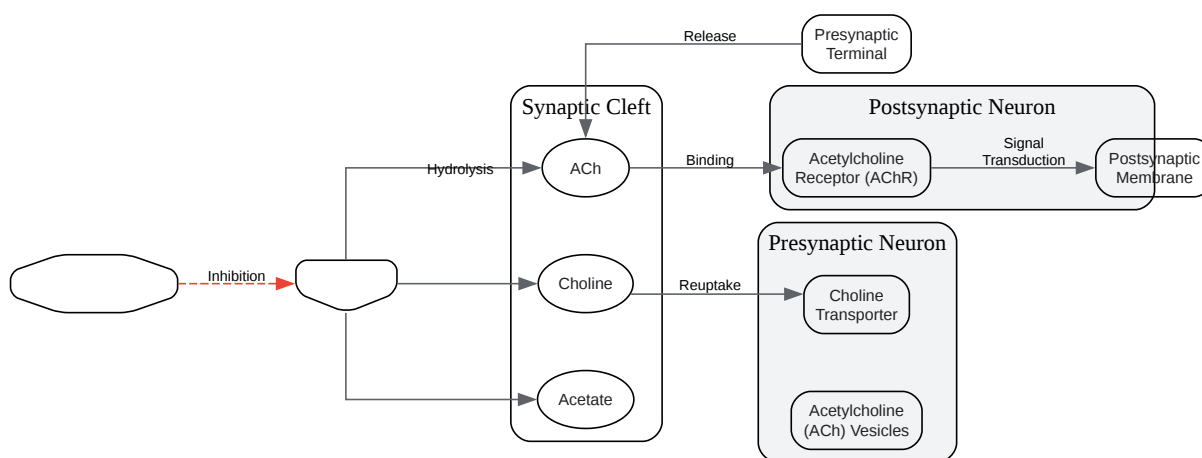 Release
Presynaptic
Terminal
Synaptic Cleft
Postsynaptic Neuron
Hydrolysis
ACh
Binding
Acetylcholine
Receptor (AChR)
Signal
Transduction
Postsynaptic
Membrane
Presynaptic Neuron
Inhibition
Choline
Reuptake
Choline
Transporter
Acetate
Acetylcholine
(ACh) Vesicles